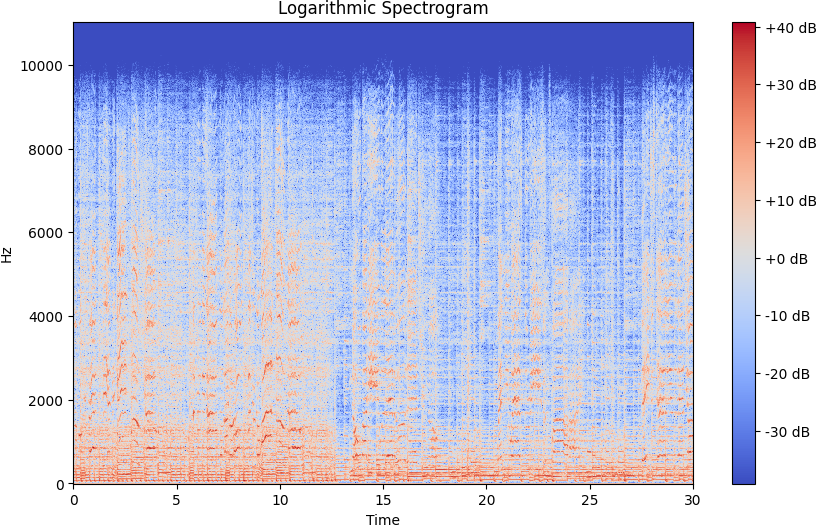 Logarithmic Spectrogram
10000
8000
6000
4000
2000
0
Hz
0 5 10 15 20 25 30
Time
+40 dB
+30 dB
+20 dB
+10 dB
+0 dB
-10 dB
-20 dB
-30 dB